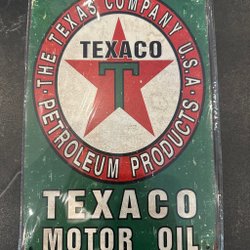 THE TEXAS COMPANY U.S.A.
TEXACO
T
PETROLEUM PRODUCTS
TEXACO
MOTOR OIL